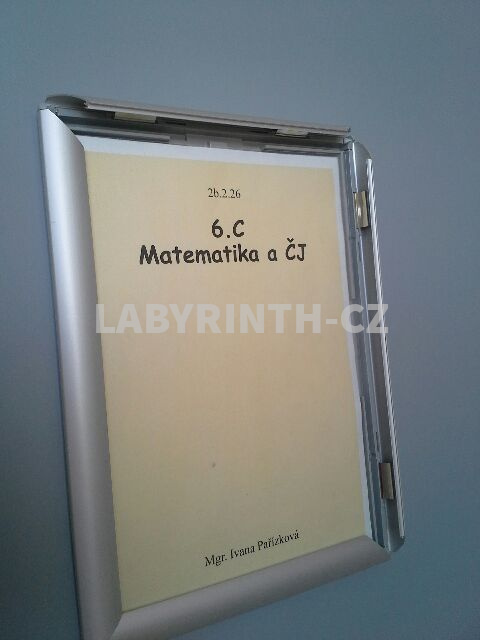 2b.2.26
6.C
Matematika a ČJ
LABYRINTH-CZ
Mgr. Ivana Pařízková